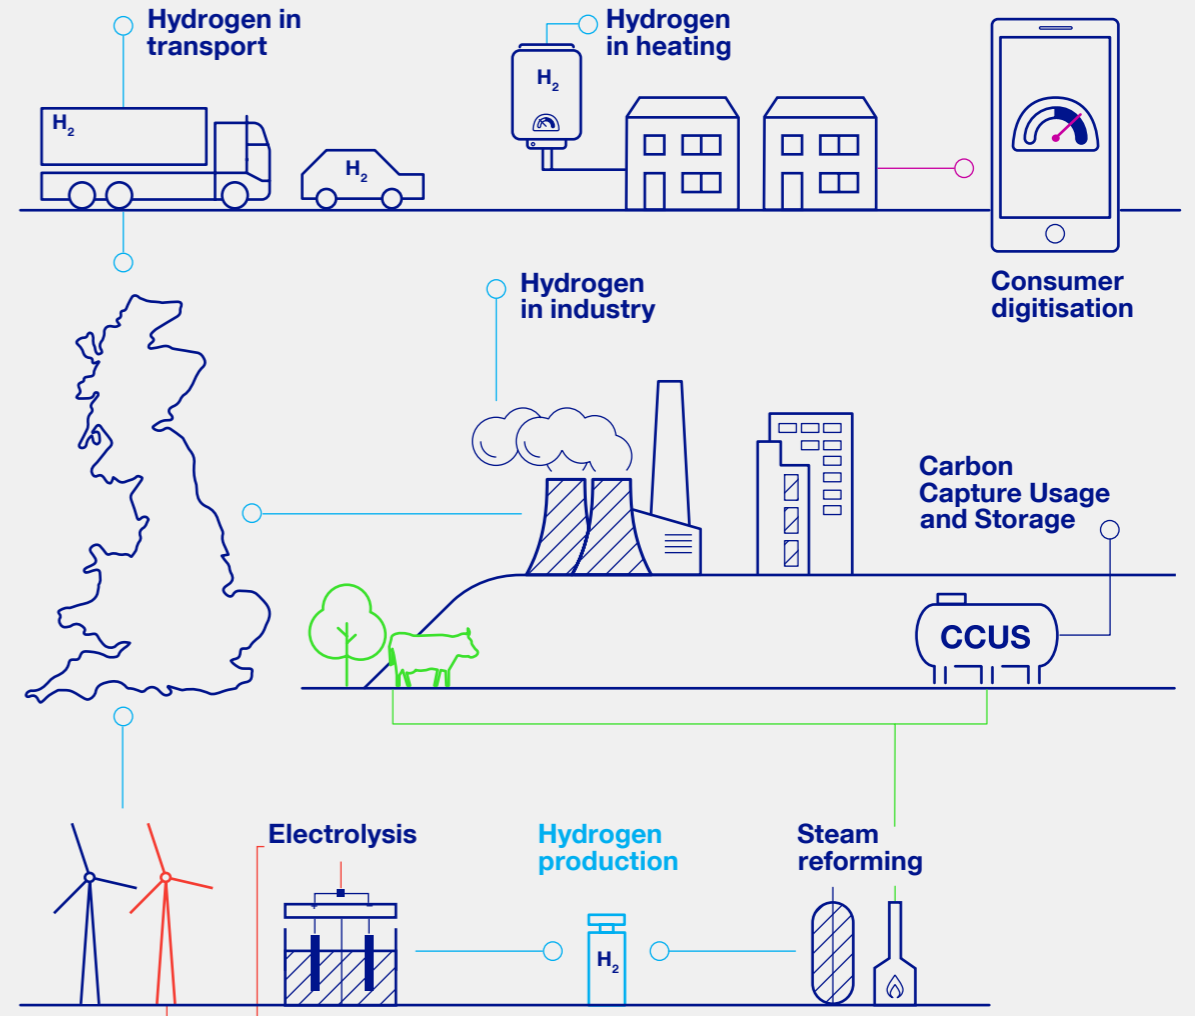 Hydrogen in
transport
Hydrogen
in heating
H₂
H₂
H₂
Consumer
digitisation
Hydrogen
in industry
Carbon
Capture Usage
and Storage
CCUS
Electrolysis
Hydrogen
production
Steam
reforming
+ −
H₂